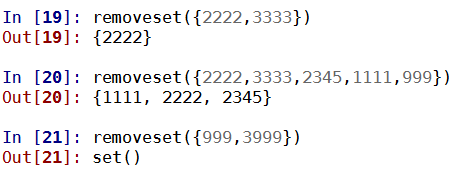 In [19]: removeset({2222,3333})
Out[19]: {2222}
In [20]: removeset({2222,3333,2345,1111,999})
Out[20]: {1111, 2222, 2345}
In [21]: removeset({999,3999})
Out[21]: set()